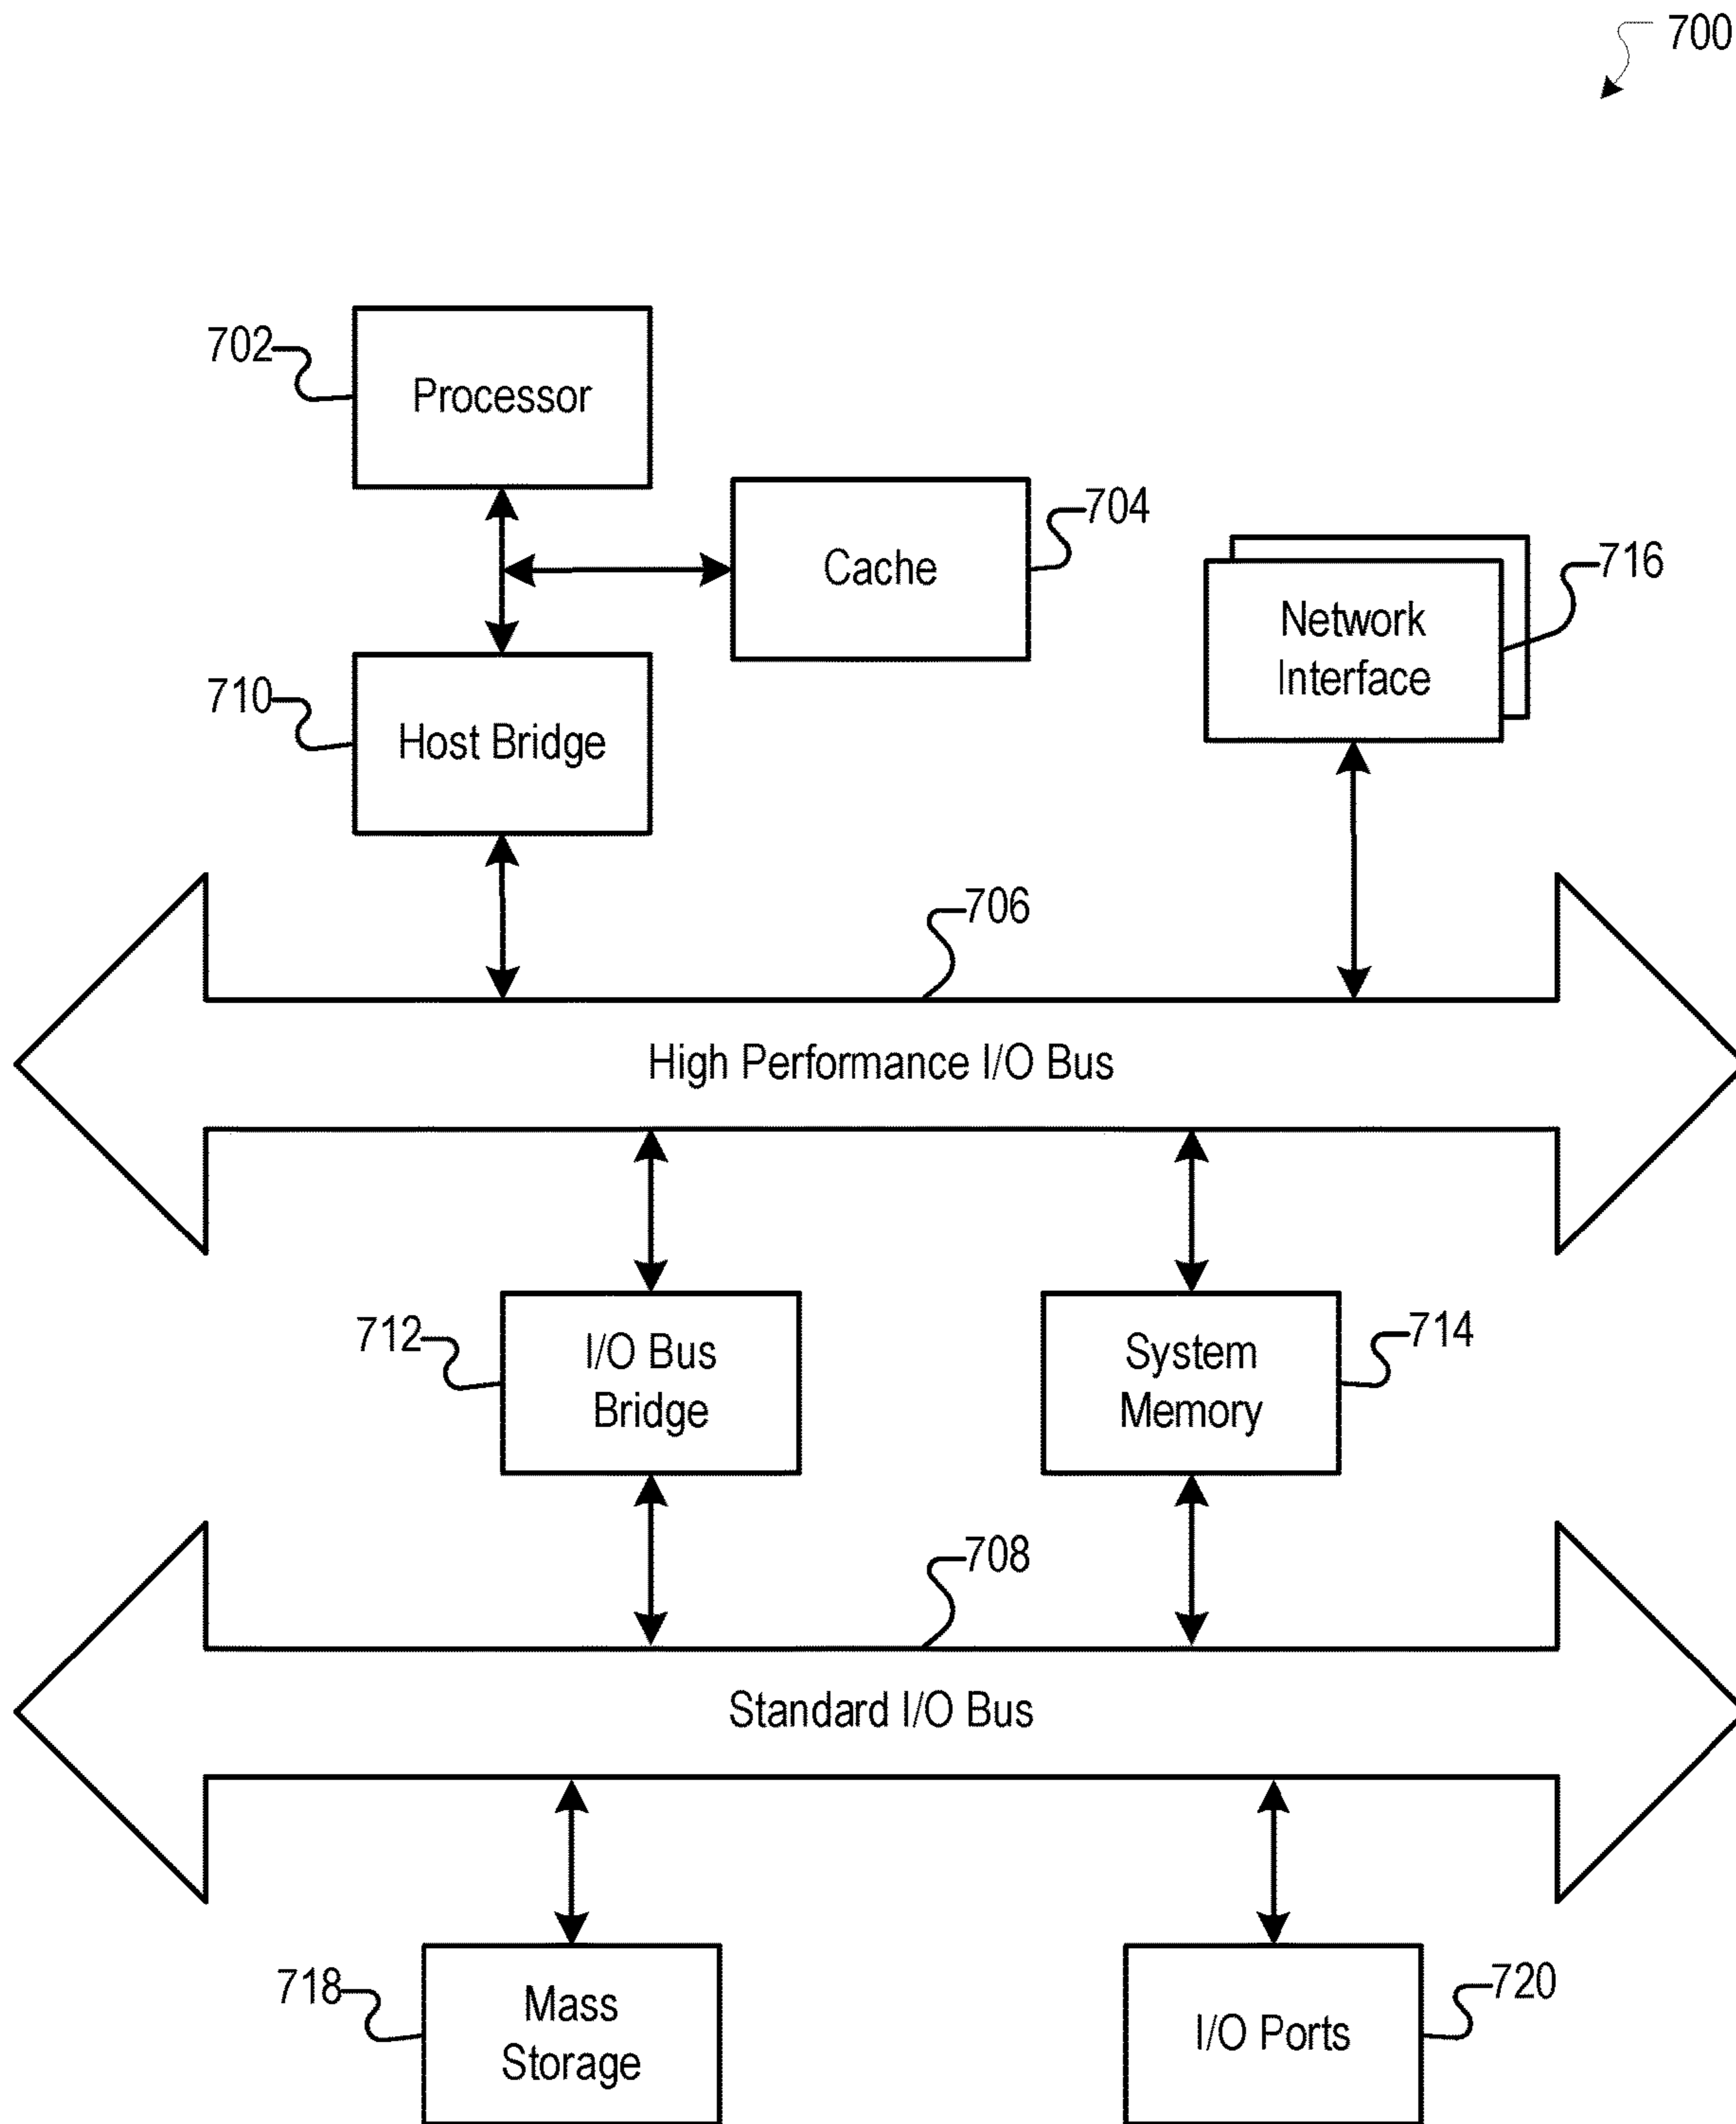 700
702
Processor
704
Cache
716
Network
Interface
710
Host Bridge
706
High Performance I/O Bus
712
I/O Bus
Bridge
System
Memory
714
708
Standard I/O Bus
718
Mass
Storage
I/O Ports
720